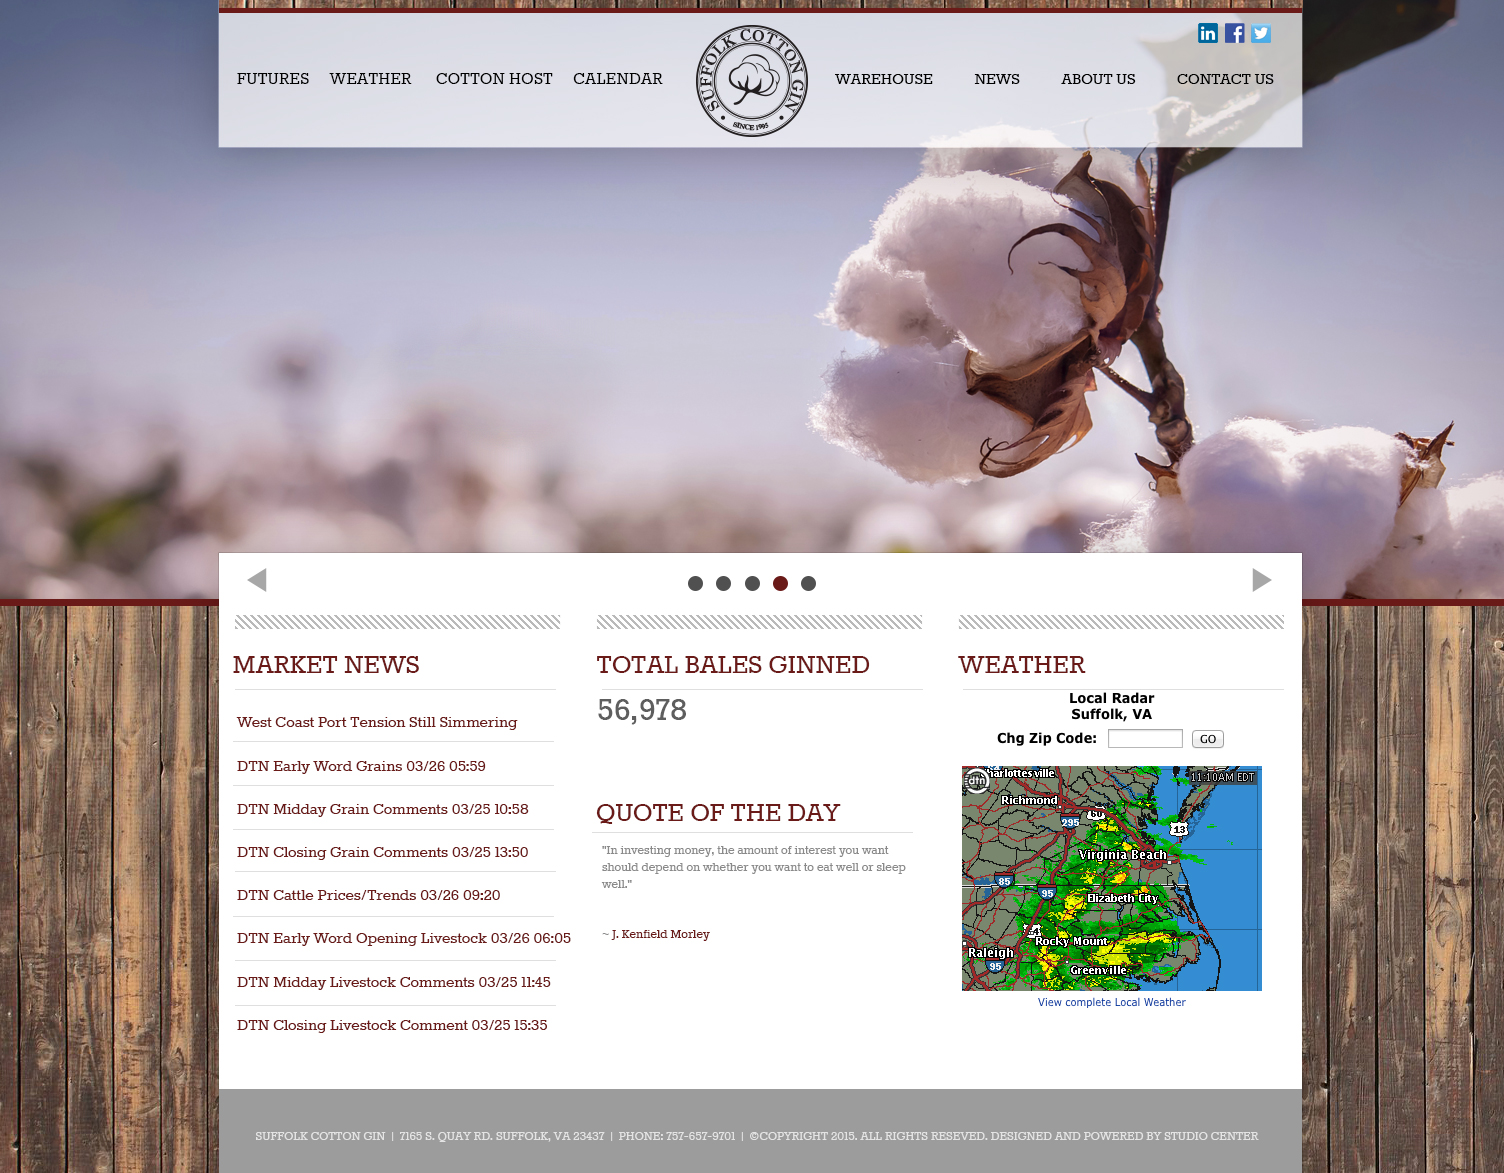 FUTURES WEATHER COTTON HOST CALENDAR
SUFFOLK COTTON GIN
SINCE 1995
WAREHOUSE NEWS ABOUT US CONTACT US
MARKET NEWS
West Coast Port Tension Still Simmering
DTN Early Word Grains 03/26 05:59
DTN Midday Grain Comments 03/25 10:58
DTN Closing Grain Comments 03/25 13:50
DTN Cattle Prices/Trends 03/26 09:20
DTN Early Word Opening Livestock 03/26 06:05
DTN Midday Livestock Comments 03/25 11:45
DTN Closing Livestock Comment 03/25 15:35
TOTAL BALES GINNED
56,978
QUOTE OF THE DAY
"In investing money, the amount of interest you want
should depend on whether you want to eat well or sleep
well."
~ J. Kenfield Morley
WEATHER
Local Radar
Suffolk, VA
Chg Zip Code: GO
dtn
harlottesville
11:10AM EDT
Richmond
295
60
13
Virginia Beach
85
95
Elizabeth City
Rocky Mount
Raleigh
95
Greenville
View complete Local Weather
SUFFOLK COTTON GIN | 7165 S. QUAY RD. SUFFOLK, VA 23437 | PHONE: 757-657-9701 | ©COPYRIGHT 2015. ALL RIGHTS RESEVED. DESIGNED AND POWERED BY STUDIO CENTER